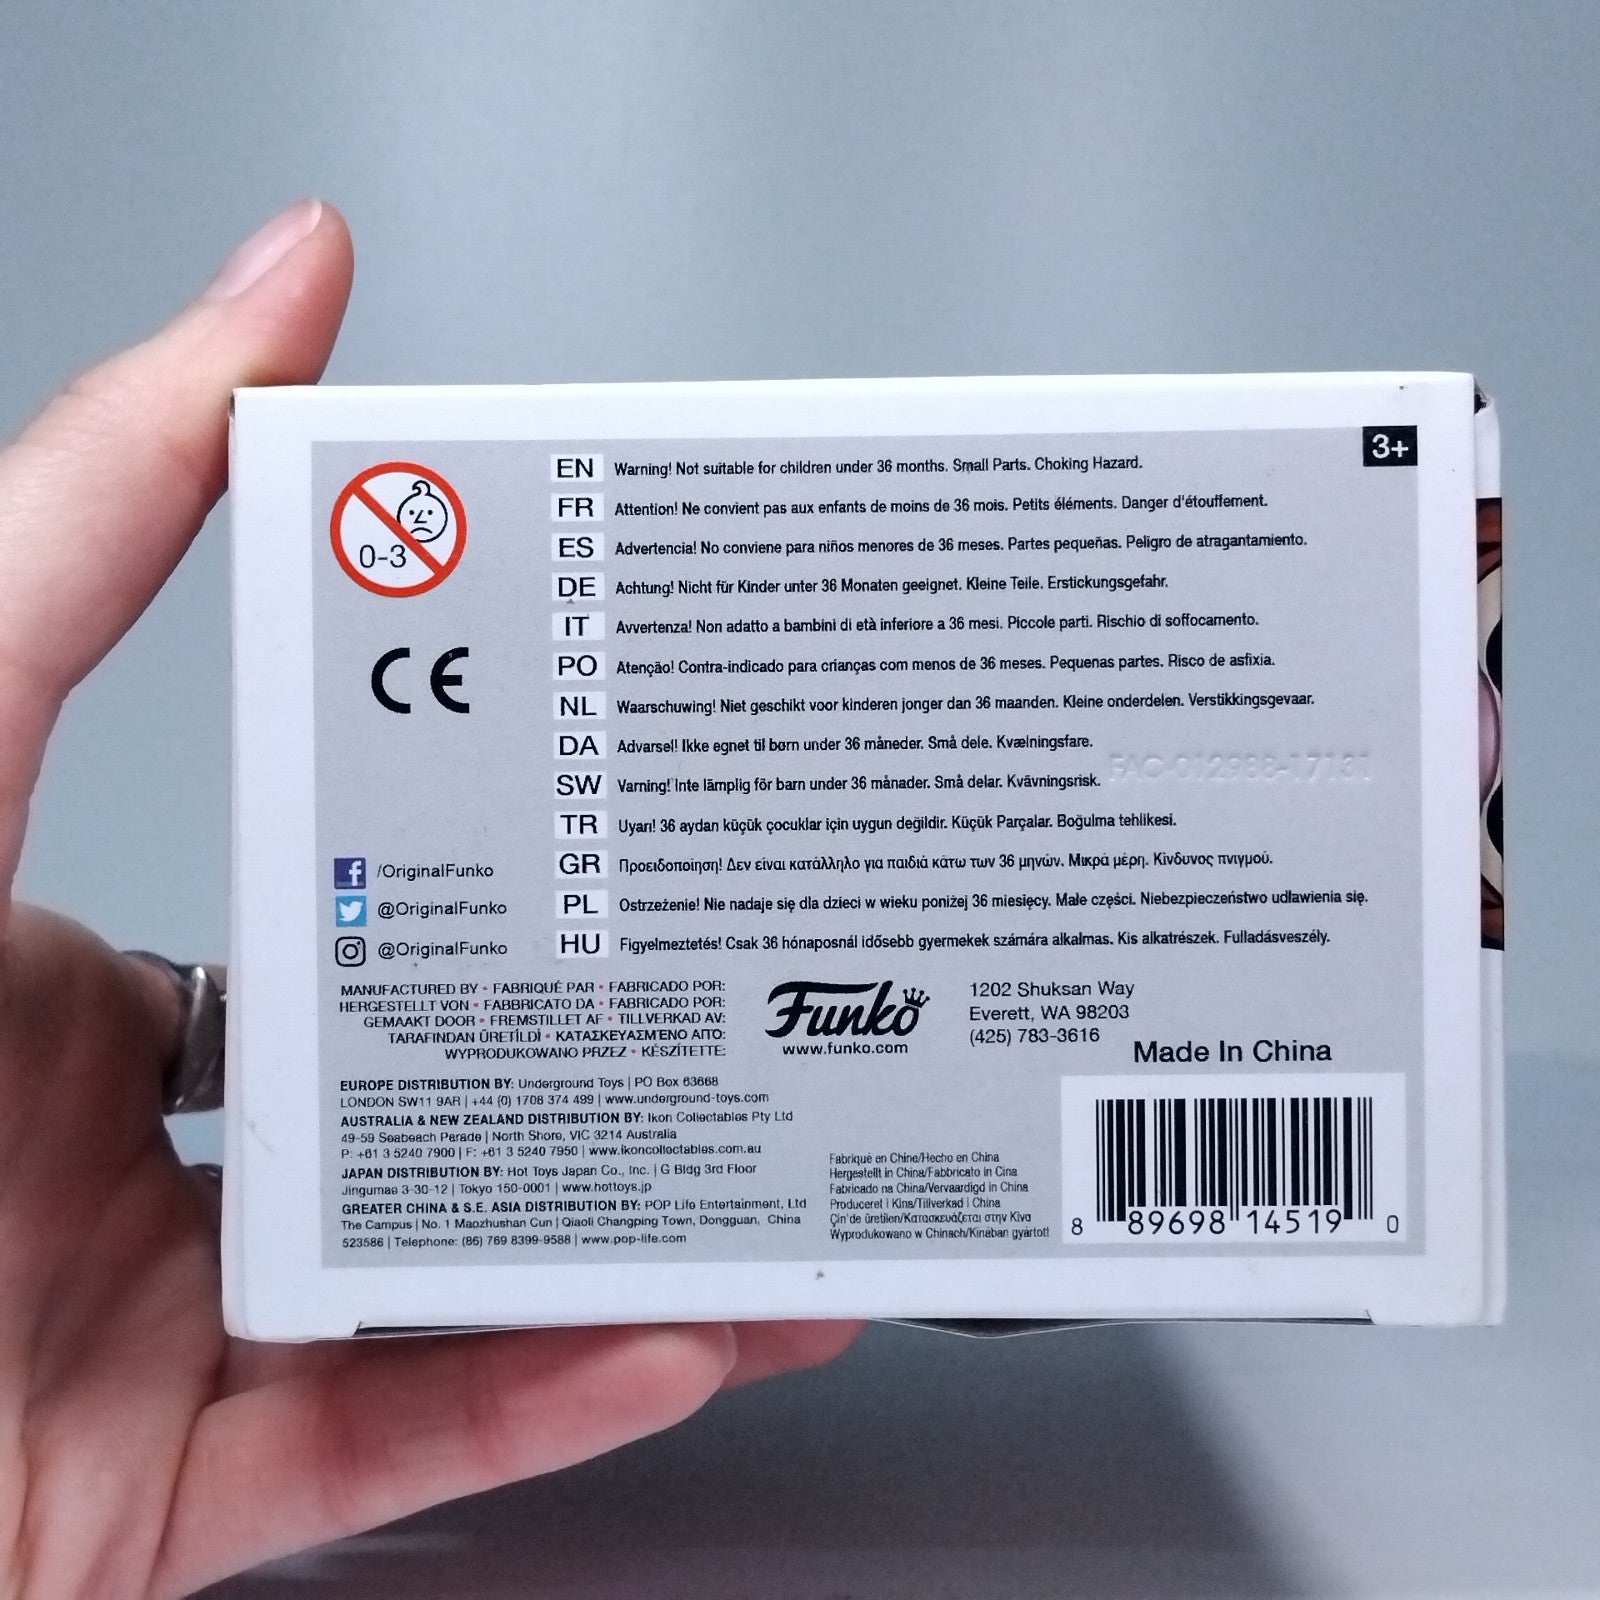 3+
0-3
CE
EN Warning! Not suitable for children under 36 months. Small Parts. Choking Hazard.
FR Attention! Ne convient pas aux enfants de moins de 36 mois. Petits éléments. Danger d'étouffement.
ES Advertencia! No conviene para niños menores de 36 meses. Partes pequeñas. Peligro de atragantamiento.
DE Achtung! Nicht für Kinder unter 36 Monaten geeignet. Kleine Teile. Erstickungsgefahr.
IT Avvertenza! Non adatto a bambini di età inferiore a 36 mesi. Piccole parti. Rischio di soffocamento.
PO Atenção! Contra-indicado para crianças com menos de 36 meses. Pequenas partes. Risco de asfixia.
NL Waarschuwing! Niet geschikt voor kinderen jonger dan 36 maanden. Kleine onderdelen. Verstikkingsgevaar.
DA Advarsel! Ikke egnet til børn under 36 måneder. Små dele. Kvælningsfare.
FAC-012988-17131
SW Varning! Inte lämplig för barn under 36 månader. Små delar. Kvävningsrisk.
TR Uyarı! 36 aydan küçük çocuklar için uygun değildir. Küçük Parçalar. Boğulma tehlikesi.
GR Προειδοποίηση! Δεν είναι κατάλληλο για παιδιά κάτω των 36 μηνών. Μικρά μέρη. Κίνδυνος πνιγμού.
PL Ostrzeżenie! Nie nadaje się dla dzieci w wieku poniżej 36 miesięcy. Małe części. Niebezpieczeństwo udławienia się.
HU Figyelmeztetés! Csak 36 hónaposnál idősebb gyermekek számára alkalmas. Kis alkatrészek. Fulladásveszély.
/OriginalFunko
@OriginalFunko
@OriginalFunko
MANUFACTURED BY • FABRIQUÉ PAR • FABRICADO POR:
HERGESTELLT VON • FABBRICATO DA • FABRICADO POR:
GEMAAKT DOOR • FREMSTILLET AF • TILLVERKAD AV:
TARAFINDAN ÜRETİLDİ • ΚΑΤΑΣΚΕΥΑΣΜΈΝΟ ΑΠΌ:
WYPRODUKOWANO PRZEZ • KÉSZÍTETTE:
Funko
www.funko.com
1202 Shuksan Way
Everett, WA 98203
(425) 783-3616
Made In China
EUROPE DISTRIBUTION BY: Underground Toys | PO Box 63668
LONDON SW11 9AR | +44 (0) 1708 374 499 | www.underground-toys.com
AUSTRALIA & NEW ZEALAND DISTRIBUTION BY: Ikon Collectables Pty Ltd
49-59 Seabeach Parade | North Shore, VIC 3214 Australia
P: +61 3 5240 7900 | F: +61 3 5240 7950 | www.ikoncollectables.com.au
JAPAN DISTRIBUTION BY: Hot Toys Japan Co., Inc. | G Bldg 3rd Floor
Jingumae 3-30-12 | Tokyo 150-0001 | www.hottoys.jp
GREATER CHINA & S.E. ASIA DISTRIBUTION BY: POP Life Entertainment, Ltd
The Campus | No. 1 Maozhushan Cun | Qiaoli Changping Town, Dongguan, China
523586 | Telephone: (86) 769 8399-9588 | www.pop-life.com
Fabriqué en Chine/Hecho en China
Hergestellt in China/Fabbricato in Cina
Fabricado na China/Vervaardigd in China
Produceret i Kina/Tillverkad i China
Çin'de üretilen/Κατασκευάζεται στην Κίνα
Wyprodukowano w Chinach/Kínában gyártott
8 89698 14519 0